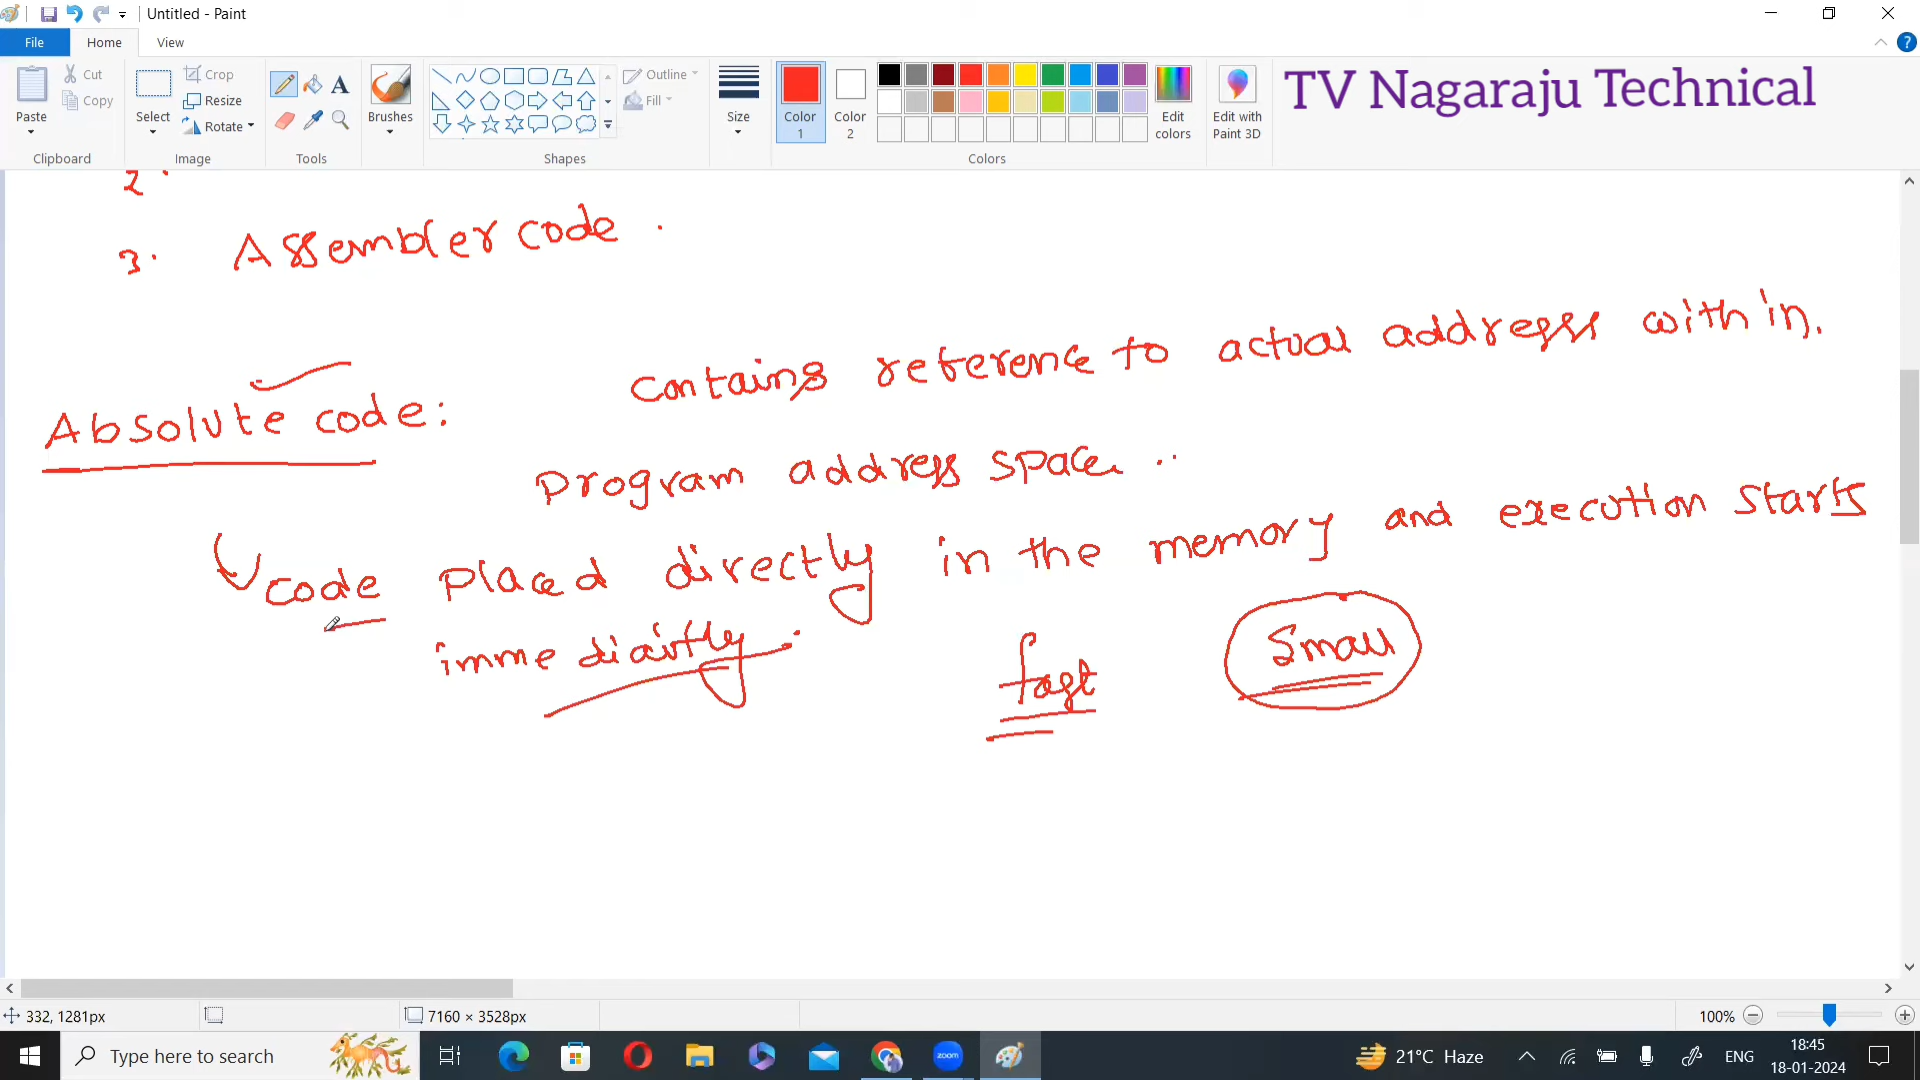 Untitled - Paint
File Home View
TV Nagaraju Technical
Paste Cut Copy Select Crop Resize Rotate Brushes Outline Fill Size Color 1 Color 2 Edit colors Edit with Paint 3D
Clipboard Image Tools Shapes Colors
2.
3. Assembler code .
Absolute code: Contains reference to actual address with in.
program address space ..
code placed directly in the memory and execution starts
immediaitly. fast Small
332, 1281px 7160 × 3528px 100%
Type here to search zoom 21°C Haze ENG 18:45
18-01-2024